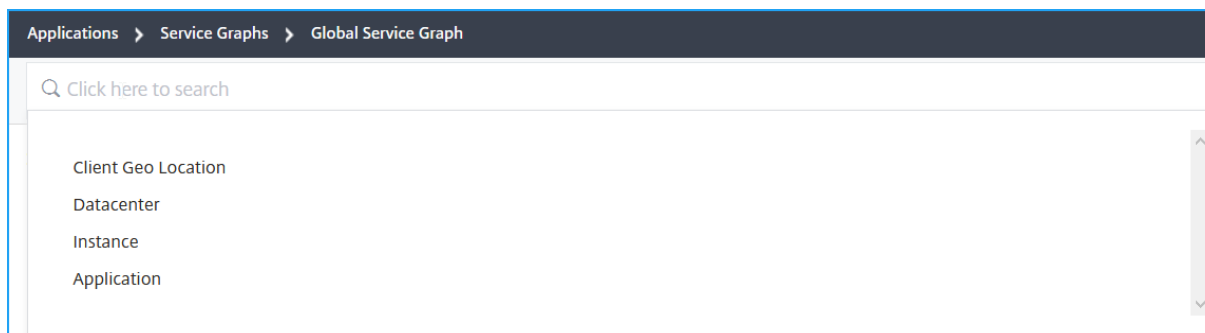 Applications > Service Graphs > Global Service Graph
Click here to search
Client Geo Location
Datacenter
Instance
Application